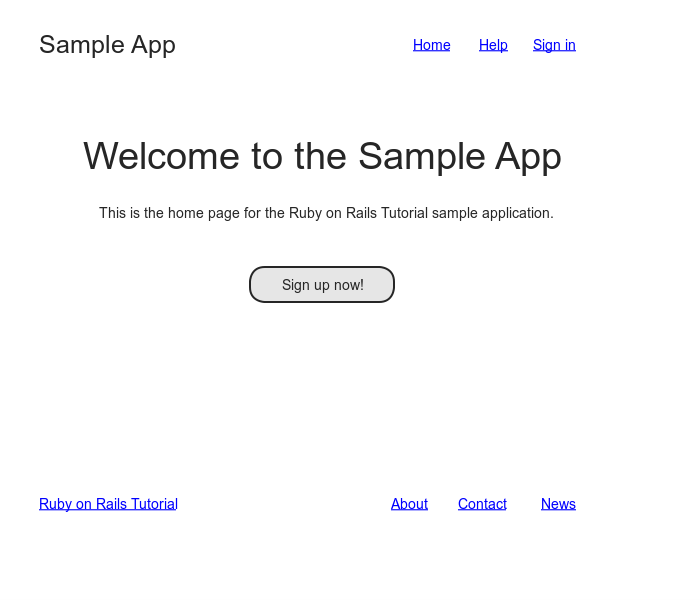 Sample App Home Help Sign in
Welcome to the Sample App
This is the home page for the Ruby on Rails Tutorial sample application.
Sign up now!
Ruby on Rails Tutorial About Contact News